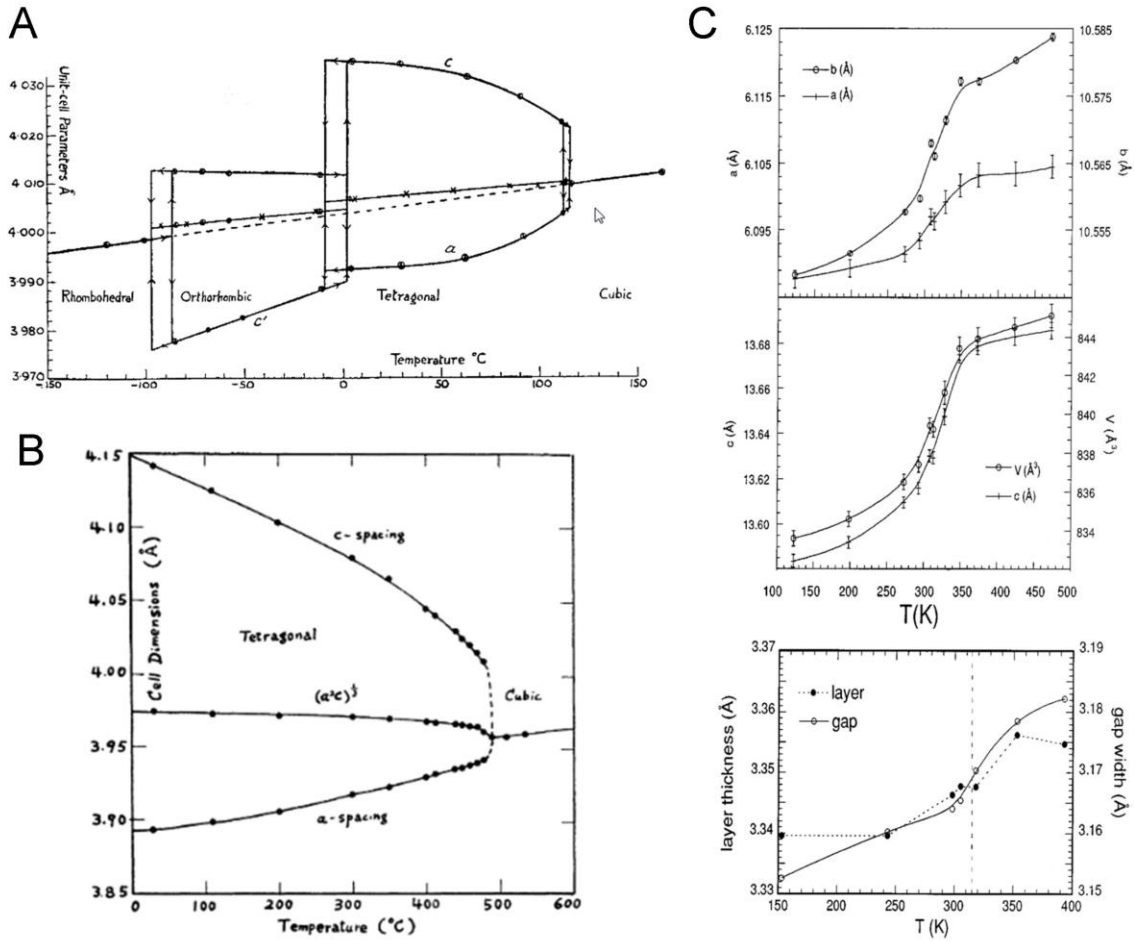 A
Unit-cell Parameters Å
4·030
4·020
4·010
4·000
3·990
3·980
3·970
c
a
c'
Rhombohedral
Orthorhombic
Tetragonal
Cubic
Temperature °C
-150
-100
-50
0
50
100
150
B
Cell Dimensions (Å)
4.15
4.10
4.05
4.00
3.95
3.90
3.85
c-spacing
Tetragonal
(a²c)⅓
Cubic
a-spacing
0 100 200 300 400 500 600
Temperature (°C)
C
6.125
6.115
6.105
6.095
a (Å)
b (Å)
a (Å)
10.585
10.575
10.565
10.555
b (Å)
13.68
13.66
13.64
13.62
13.60
c (Å)
V (Å³)
c (Å)
844
842
840
838
836
834
V (Å³)
100 150 200 250 300 350 400 450 500
T(K)
3.37
3.36
3.35
3.34
3.33
layer thickness (Å)
layer
gap
3.19
3.18
3.17
3.16
3.15
gap width (Å)
150 200 250 300 350 400
T (K)